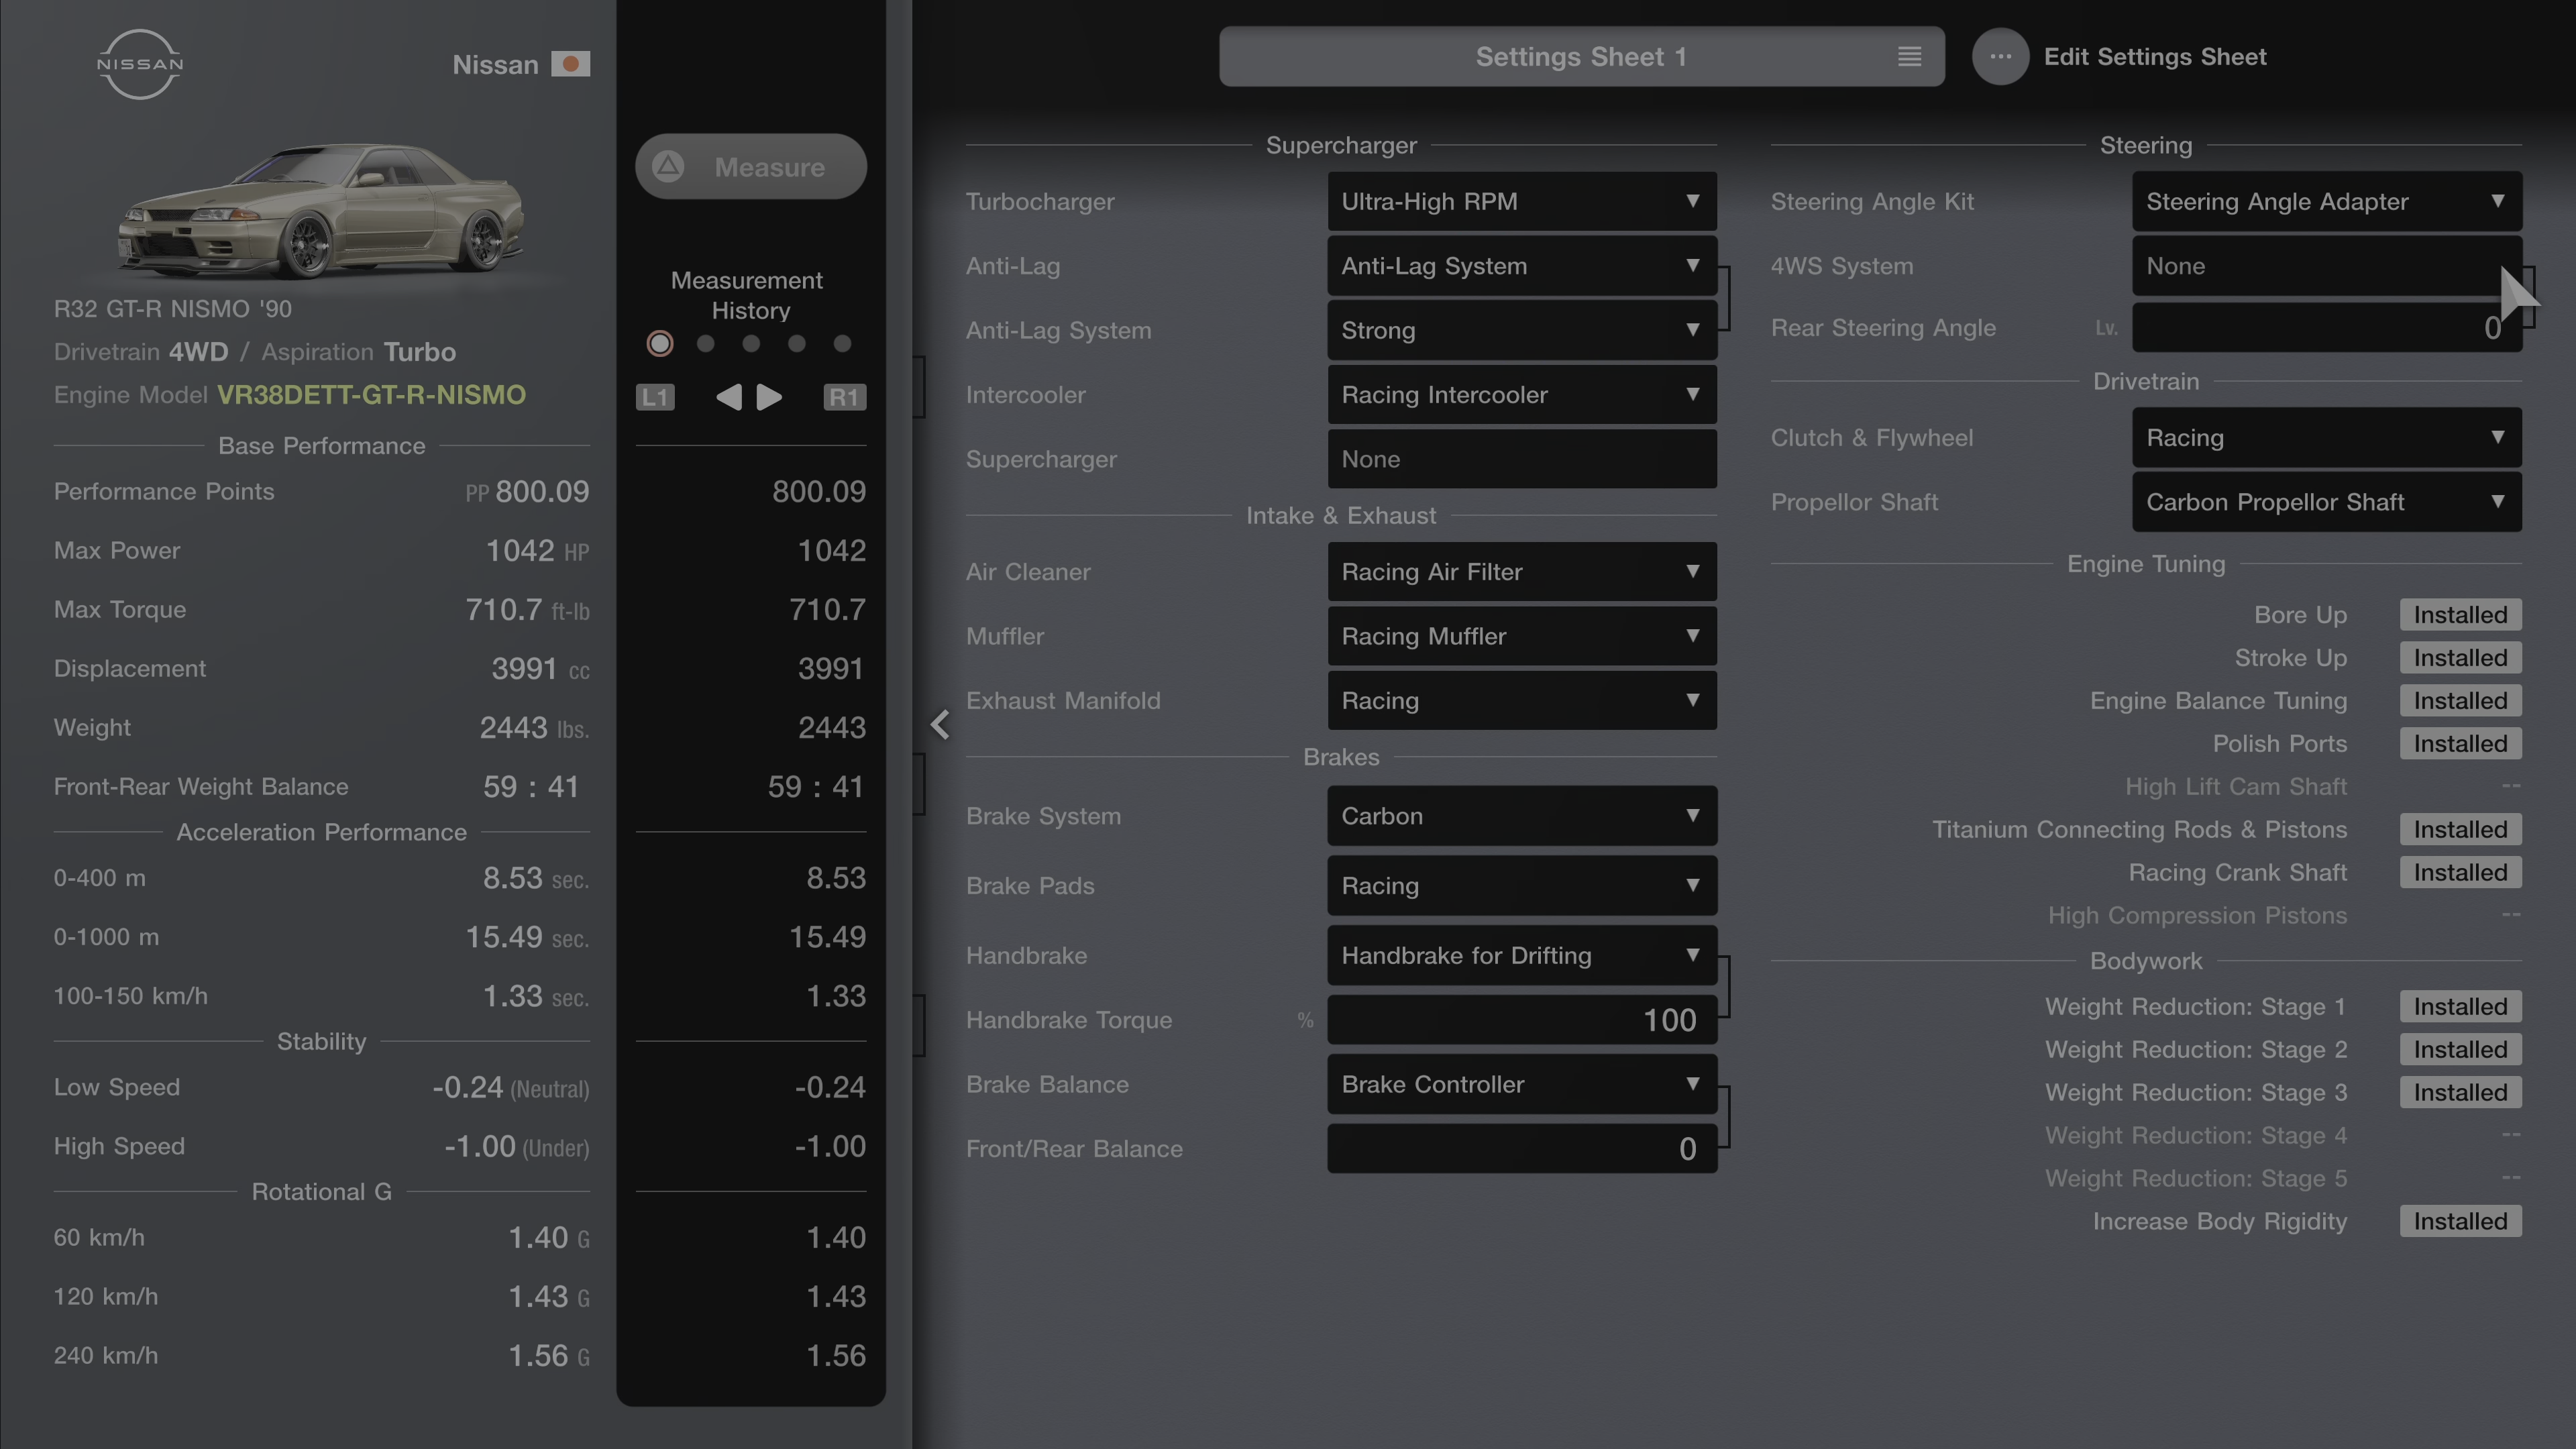 NISSAN
Nissan
R32 GT-R NISMO '90
Drivetrain 4WD / Aspiration Turbo
Engine Model VR38DETT-GT-R-NISMO
Base Performance
Performance Points PP 800.09
Max Power 1042 HP
Max Torque 710.7 ft-lb
Displacement 3991 cc
Weight 2443 lbs.
Front-Rear Weight Balance 59 : 41
Acceleration Performance
0-400 m 8.53 sec.
0-1000 m 15.49 sec.
100-150 km/h 1.33 sec.
Stability
Low Speed -0.24 (Neutral)
High Speed -1.00 (Under)
Rotational G
60 km/h 1.40 G
120 km/h 1.43 G
240 km/h 1.56 G
Measure
Measurement
History
L1 R1
800.09
1042
710.7
3991
2443
59 : 41
8.53
15.49
1.33
-0.24
-1.00
1.40
1.43
1.56
Settings Sheet 1
Edit Settings Sheet
Supercharger
Turbocharger Ultra-High RPM
Anti-Lag Anti-Lag System
Anti-Lag System Strong
Intercooler Racing Intercooler
Supercharger None
Intake & Exhaust
Air Cleaner Racing Air Filter
Muffler Racing Muffler
Exhaust Manifold Racing
Brakes
Brake System Carbon
Brake Pads Racing
Handbrake Handbrake for Drifting
Handbrake Torque % 100
Brake Balance Brake Controller
Front/Rear Balance 0
Steering
Steering Angle Kit Steering Angle Adapter
4WS System None
Rear Steering Angle Lv. 0
Drivetrain
Clutch & Flywheel Racing
Propellor Shaft Carbon Propellor Shaft
Engine Tuning
Bore Up Installed
Stroke Up Installed
Engine Balance Tuning Installed
Polish Ports Installed
High Lift Cam Shaft --
Titanium Connecting Rods & Pistons Installed
Racing Crank Shaft Installed
High Compression Pistons --
Bodywork
Weight Reduction: Stage 1 Installed
Weight Reduction: Stage 2 Installed
Weight Reduction: Stage 3 Installed
Weight Reduction: Stage 4 --
Weight Reduction: Stage 5 --
Increase Body Rigidity Installed